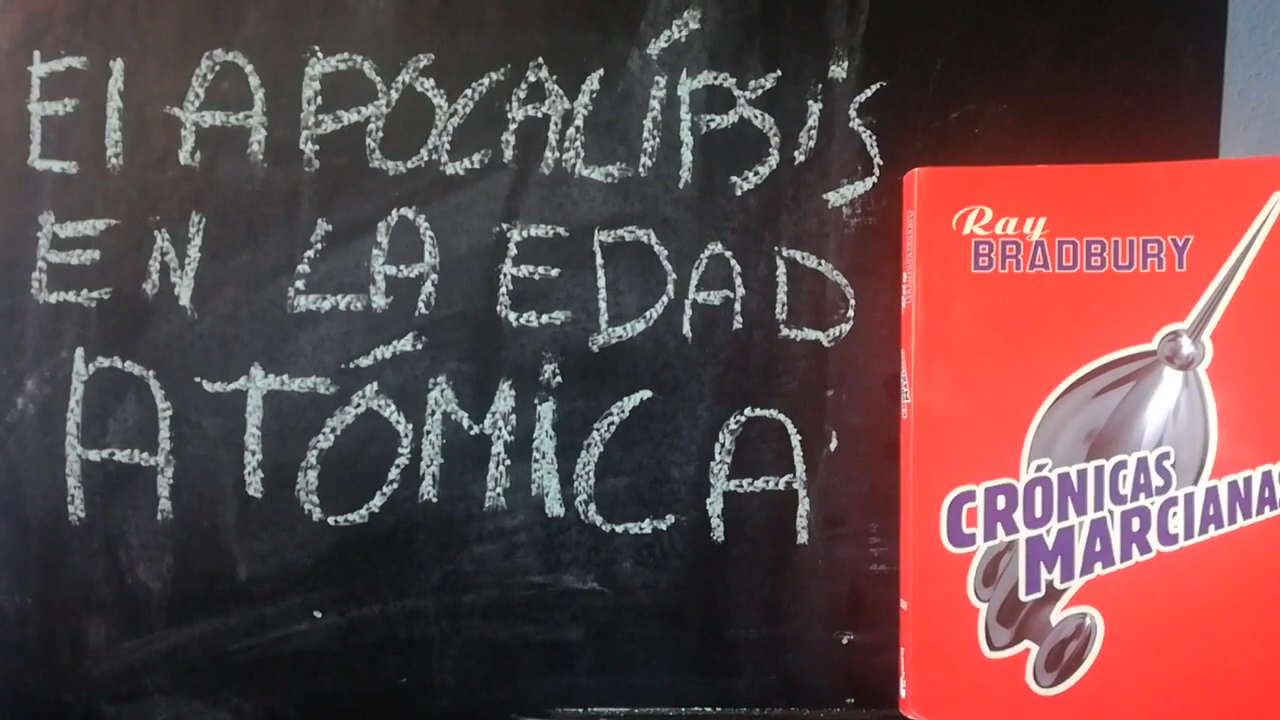 El APOCALÍPSiS
EN LA EDAD
ATÓMiCA
Ray
BRADBURY
CRÓNICAS
MARCIANAS